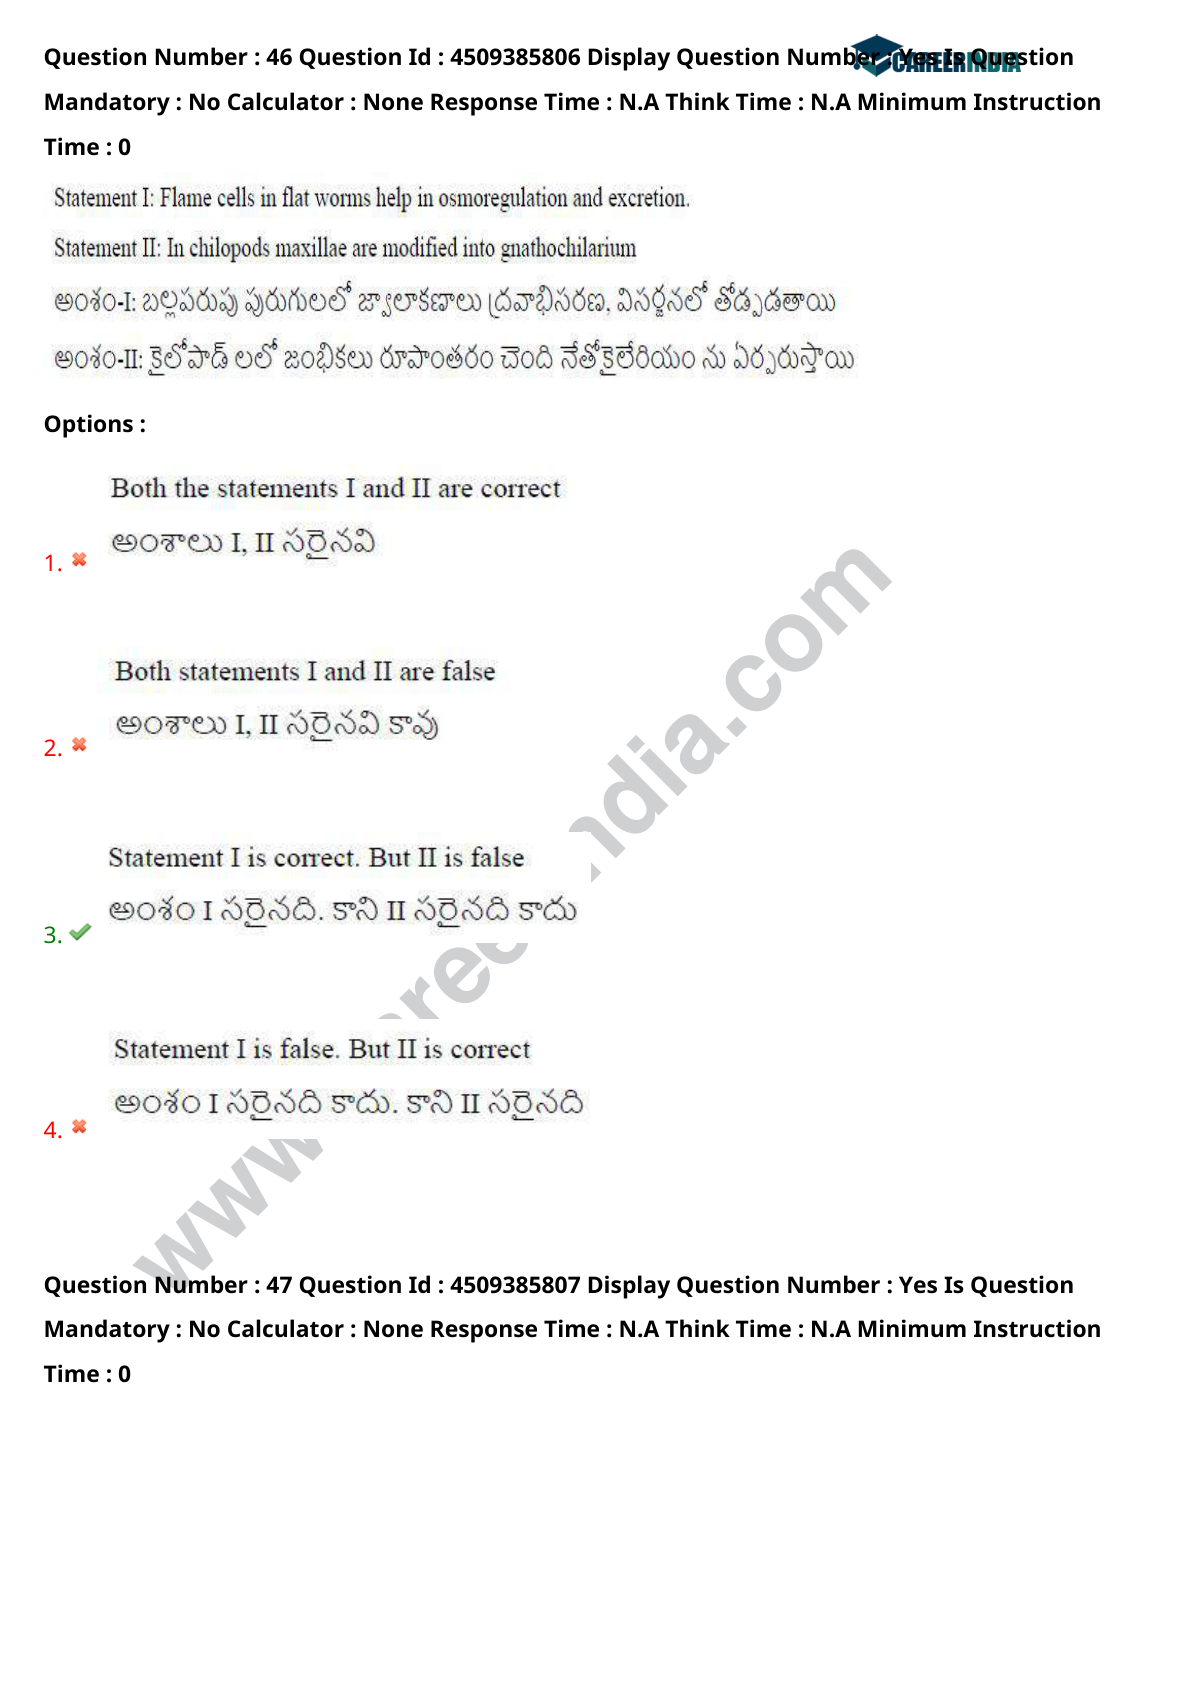 Question Number : 46 Question Id : 4509385806 Display Question Number : Yes Is Question
CAREERINDIA
Mandatory : No Calculator : None Response Time : N.A Think Time : N.A Minimum Instruction
Time : 0
Statement I: Flame cells in flat worms help in osmoregulation and excretion.
Statement II: In chilopods maxillae are modified into gnathochilarium
అంశం-I: బల్లపరుపు పురుగులలో జ్వాలాకణాలు ద్రవాభిసరణ, విసర్జనలో తోడ్పడతాయి
అంశం-II: కైలోపాడ్ లలో జంభికలు రూపాంతరం చెంది నేతోకైలేరియం ను ఏర్పరుస్తాయి
Options :
Both the statements I and II are correct
అంశాలు I, II సరైనవి
1.
Both statements I and II are false
అంశాలు I, II సరైనవి కావు
2.
Statement I is correct. But II is false
అంశం I సరైనది. కాని II సరైనది కాదు
3.
Statement I is false. But II is correct
అంశం I సరైనది కాదు. కాని II సరైనది
4.
Question Number : 47 Question Id : 4509385807 Display Question Number : Yes Is Question
Mandatory : No Calculator : None Response Time : N.A Think Time : N.A Minimum Instruction
Time : 0